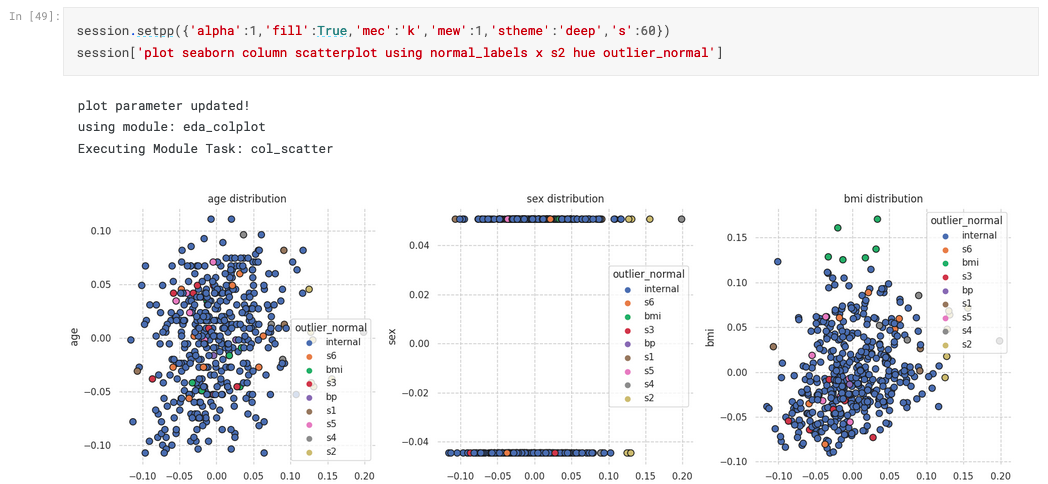 In [49]:
session.setpp({'alpha':1,'fill':True,'mec':'k','mew':1,'stheme':'deep','s':60})
session['plot seaborn column scatterplot using normal_labels x s2 hue outlier_normal']
plot parameter updated!
using module: eda_colplot
Executing Module Task: col_scatter
age distribution
0.10
0.05
0.00
−0.05
−0.10
age
outlier_normal
internal
s6
bmi
s3
bp
s1
s5
s4
s2
−0.10 −0.05 0.00 0.05 0.10 0.15 0.20
sex distribution
0.04
0.02
0.00
−0.02
−0.04
sex
outlier_normal
internal
s6
bmi
s3
bp
s1
s5
s4
s2
−0.10 −0.05 0.00 0.05 0.10 0.15 0.20
bmi distribution
0.15
0.10
0.05
0.00
−0.05
−0.10
bmi
outlier_normal
internal
s6
bmi
s3
bp
s1
s5
s4
s2
−0.10 −0.05 0.00 0.05 0.10 0.15 0.20